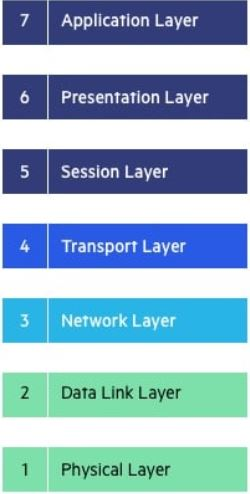 7 Application Layer
6 Presentation Layer
5 Session Layer
4 Transport Layer
3 Network Layer
2 Data Link Layer
1 Physical Layer